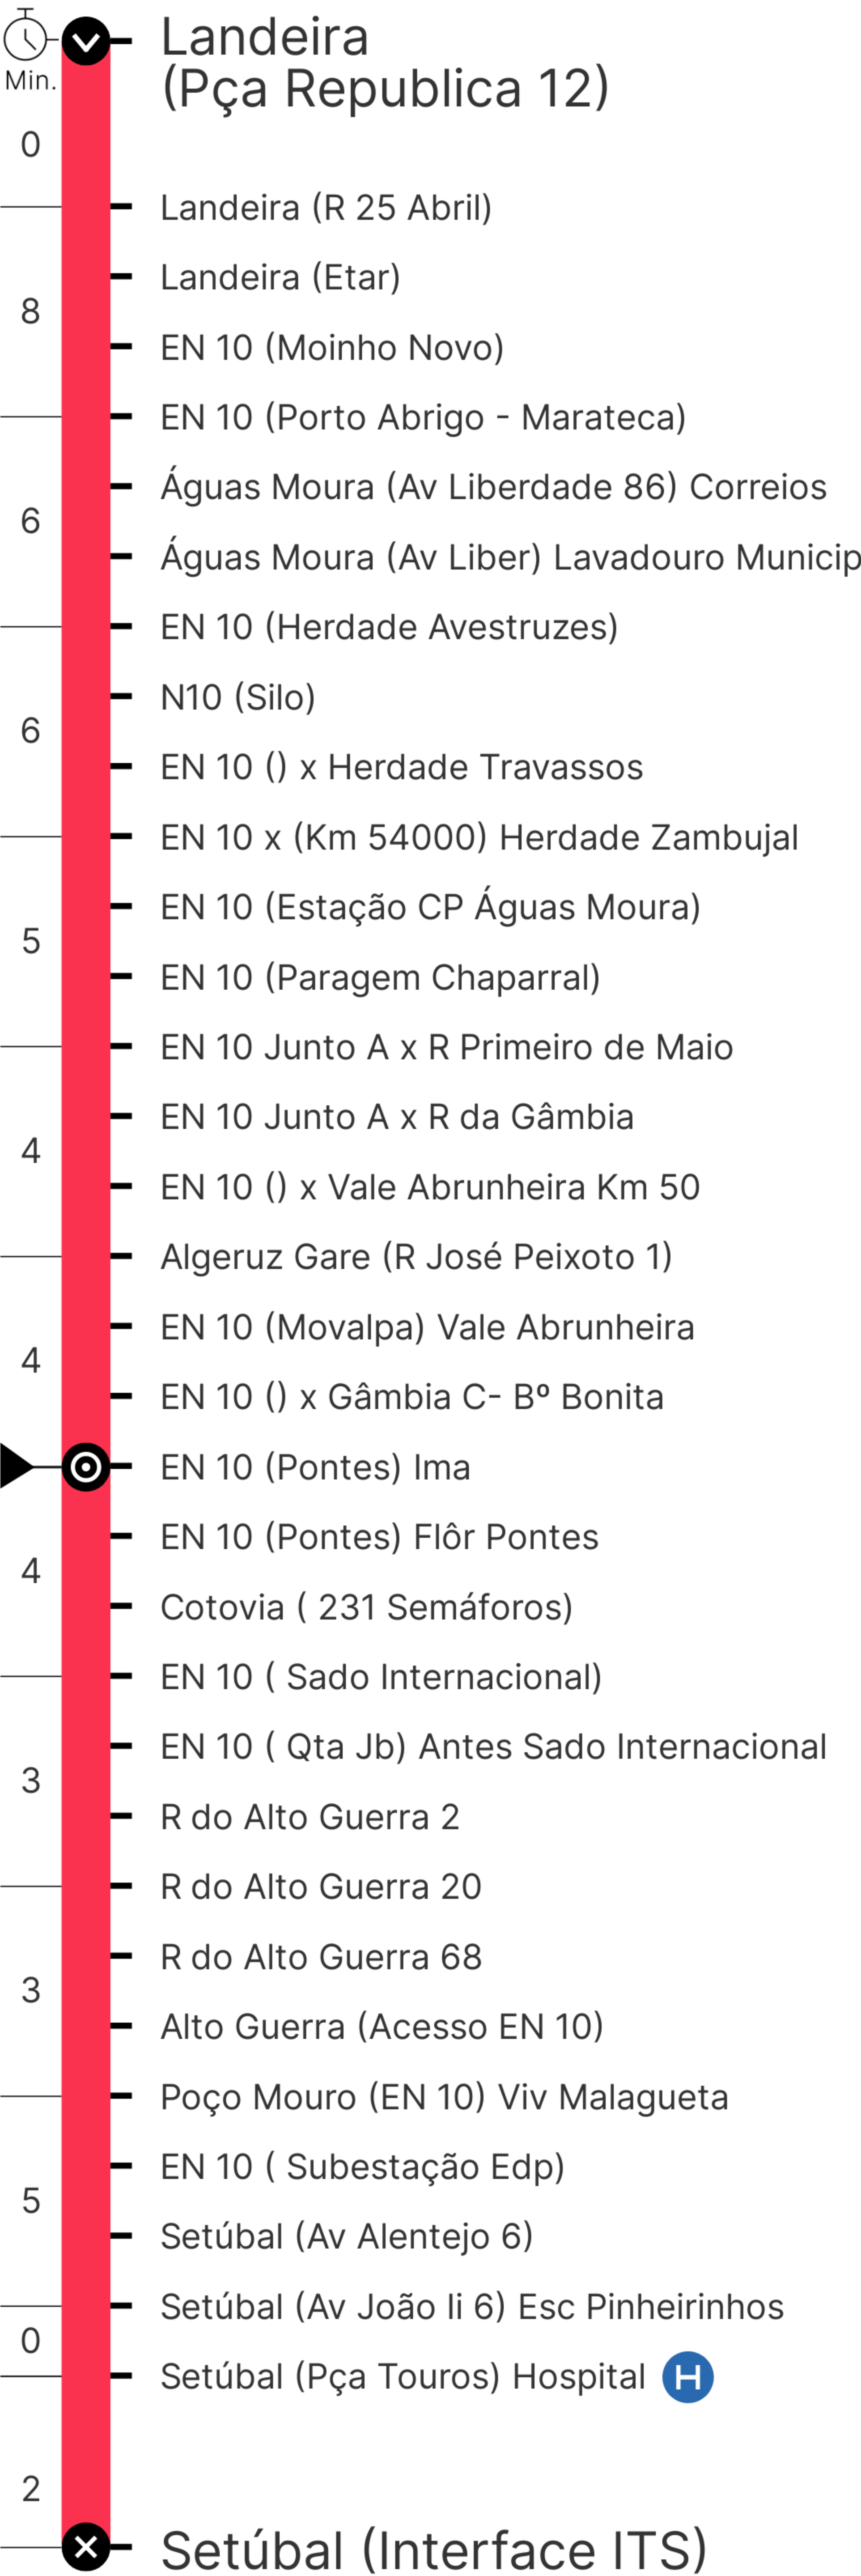 Min.
Landeira
(Pça Republica 12)
0
Landeira (R 25 Abril)
Landeira (Etar)
8
EN 10 (Moinho Novo)
EN 10 (Porto Abrigo - Marateca)
Águas Moura (Av Liberdade 86) Correios
6
Águas Moura (Av Liber) Lavadouro Municip
EN 10 (Herdade Avestruzes)
N10 (Silo)
6
EN 10 () x Herdade Travassos
EN 10 x (Km 54000) Herdade Zambujal
EN 10 (Estação CP Águas Moura)
5
EN 10 (Paragem Chaparral)
EN 10 Junto A x R Primeiro de Maio
EN 10 Junto A x R da Gâmbia
4
EN 10 () x Vale Abrunheira Km 50
Algeruz Gare (R José Peixoto 1)
EN 10 (Movalpa) Vale Abrunheira
4
EN 10 () x Gâmbia C- Bº Bonita
EN 10 (Pontes) Ima
EN 10 (Pontes) Flôr Pontes
4
Cotovia ( 231 Semáforos)
EN 10 ( Sado Internacional)
EN 10 ( Qta Jb) Antes Sado Internacional
3
R do Alto Guerra 2
R do Alto Guerra 20
R do Alto Guerra 68
3
Alto Guerra (Acesso EN 10)
Poço Mouro (EN 10) Viv Malagueta
EN 10 ( Subestação Edp)
5
Setúbal (Av Alentejo 6)
Setúbal (Av João Ii 6) Esc Pinheirinhos
0
Setúbal (Pça Touros) Hospital H
2
Setúbal (Interface ITS)